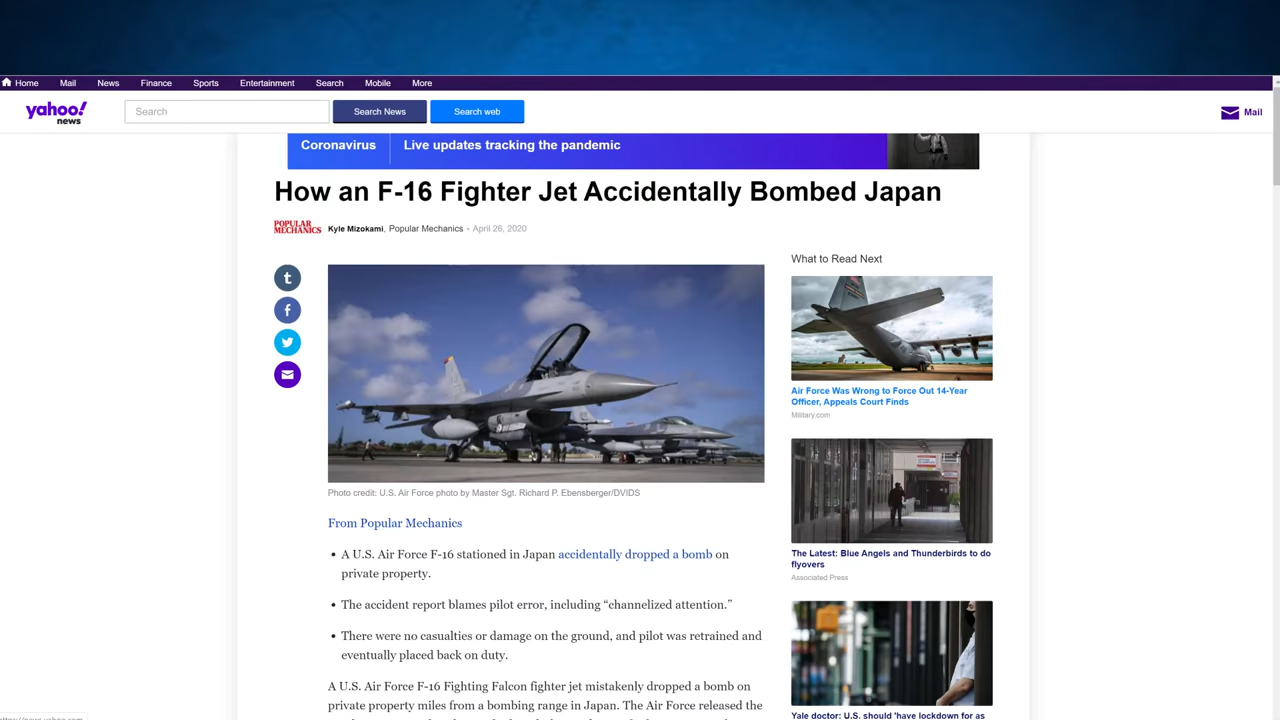 Home Mail News Finance Sports Entertainment Search Mobile More
yahoo!
news
Search
Search News
Search web
Mail
Coronavirus
Live updates tracking the pandemic
How an F-16 Fighter Jet Accidentally Bombed Japan
POPULAR
MECHANICS
Kyle Mizokami, Popular Mechanics - April 26, 2020
t
f
Photo credit: U.S. Air Force photo by Master Sgt. Richard P. Ebensberger/DVIDS
From Popular Mechanics
• A U.S. Air Force F-16 stationed in Japan accidentally dropped a bomb on
private property.
• The accident report blames pilot error, including “channelized attention.”
• There were no casualties or damage on the ground, and pilot was retrained and
eventually placed back on duty.
A U.S. Air Force F-16 Fighting Falcon fighter jet mistakenly dropped a bomb on
private property miles from a bombing range in Japan. The Air Force released the
What to Read Next
Air Force Was Wrong to Force Out 14-Year
Officer, Appeals Court Finds
Military.com
The Latest: Blue Angels and Thunderbirds to do
flyovers
Associated Press
Yale doctor: U.S. should 'have lockdown for as